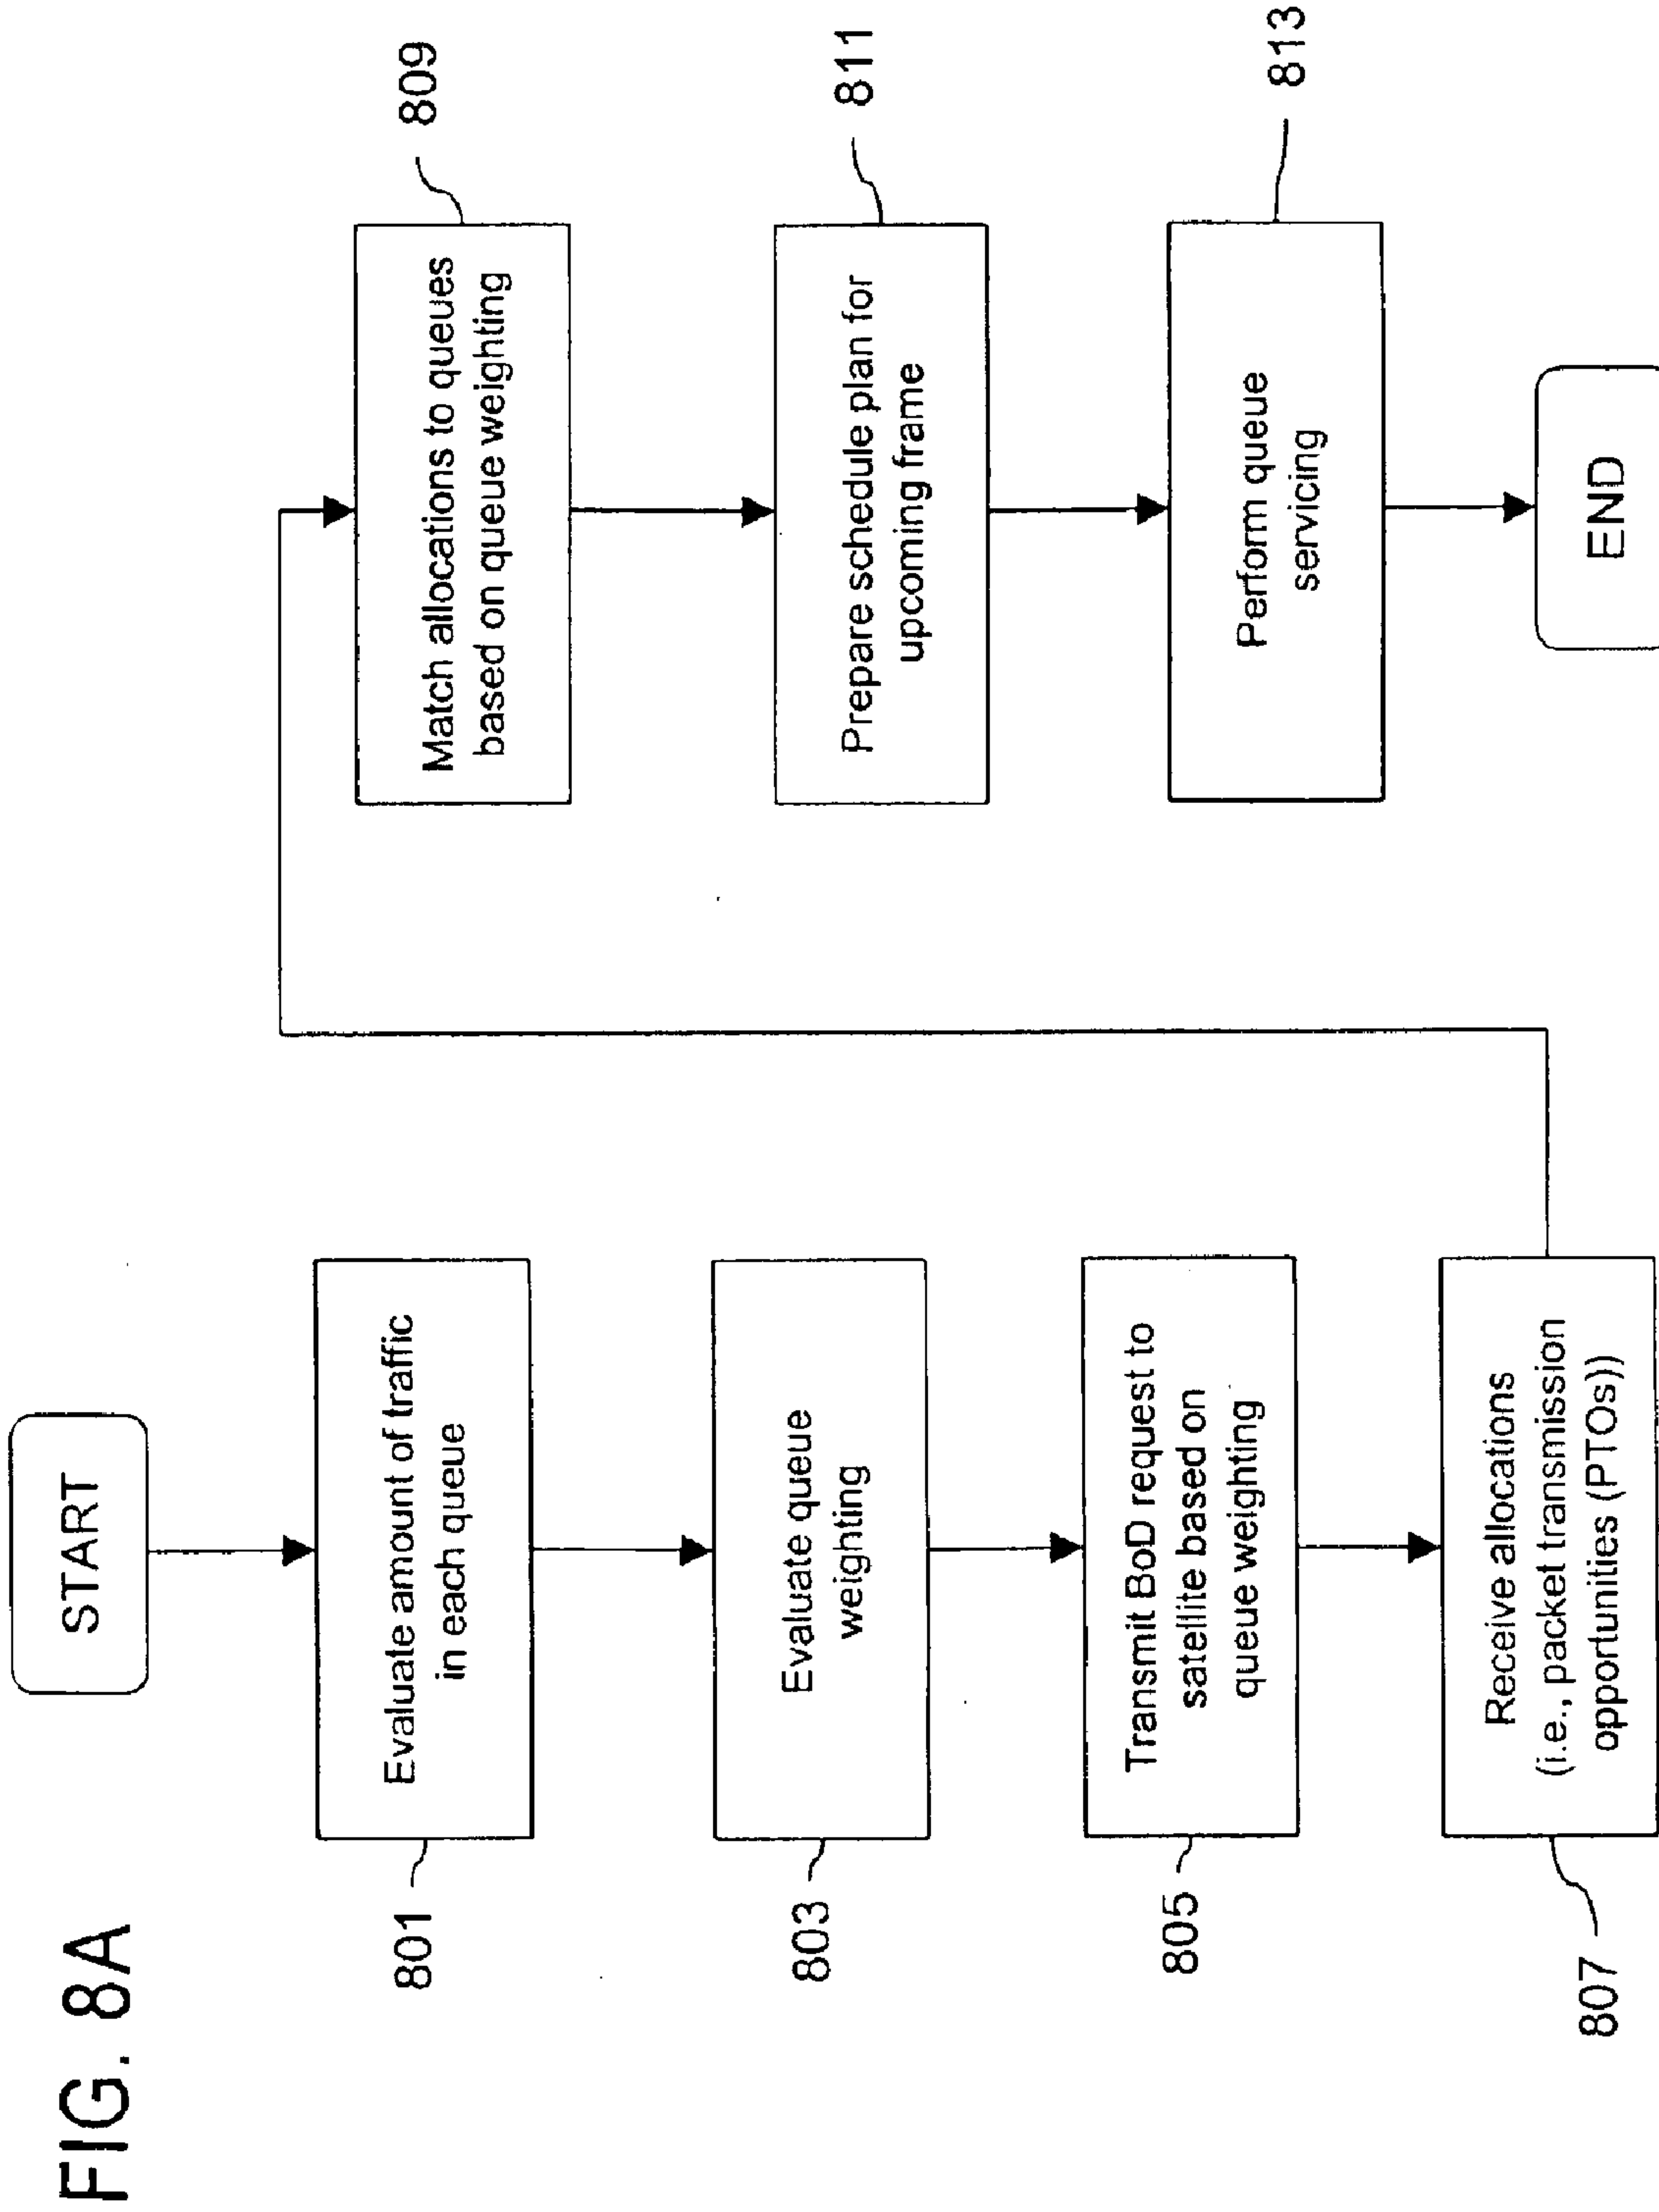 FIG. 8A
START
801
Evaluate amount of traffic
in each queue
803
Evaluate queue
weighting
805
Transmit BoD request to
satellite based on
queue weighting
807
Receive allocations
(i.e., packet transmission
opportunities (PTOs))
809
Match allocations to queues
based on queue weighting
811
Prepare schedule plan for
upcoming frame
813
Perform queue
servicing
END